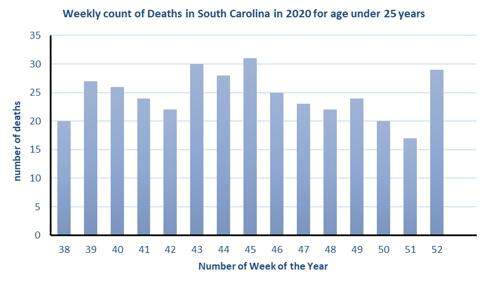 Weekly count of Deaths in South Carolina in 2020 for age under 25 years
number of deaths
35
30
25
20
15
10
5
0
38 39 40 41 42 43 44 45 46 47 48 49 50 51 52
Number of Week of the Year